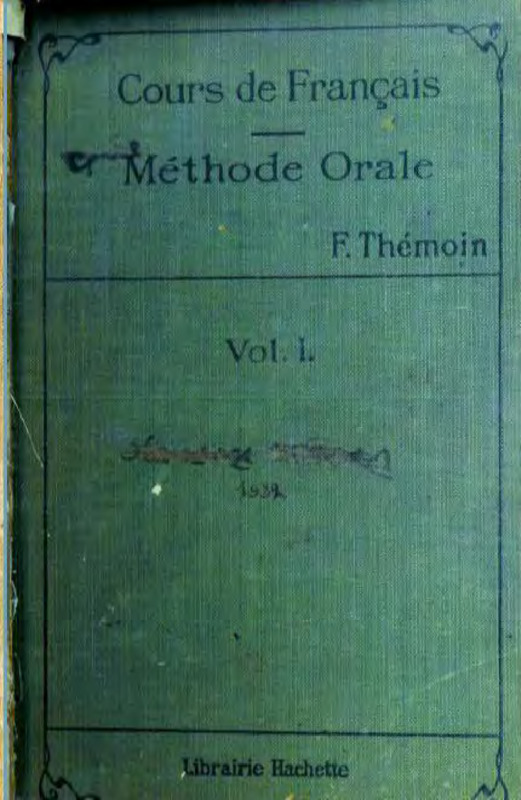 Cours de Français
Méthode Orale
F. Thémoin
Vol. I.
Librairie Hachette